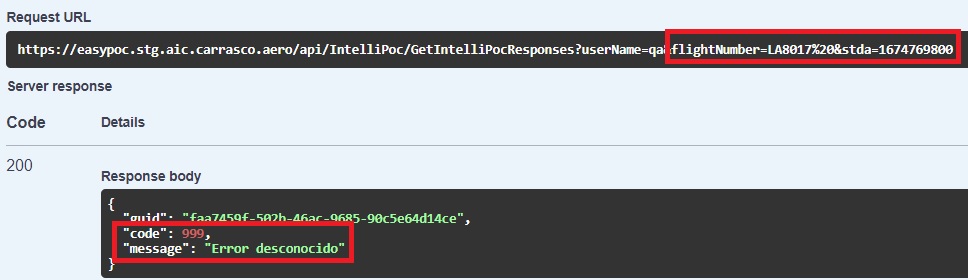 Request URL
https://easypoc.stg.aic.carrasco.aero/api/IntelliPoc/GetIntelliPocResponses?userName=qa&flightNumber=LA8017%20&stda=1674769800
Server response
Code Details
200
Response body
{
"guid": "faa7459f-502b-46ac-9685-90c5e64d14ce",
"code": 999,
"message": "Error desconocido"
}